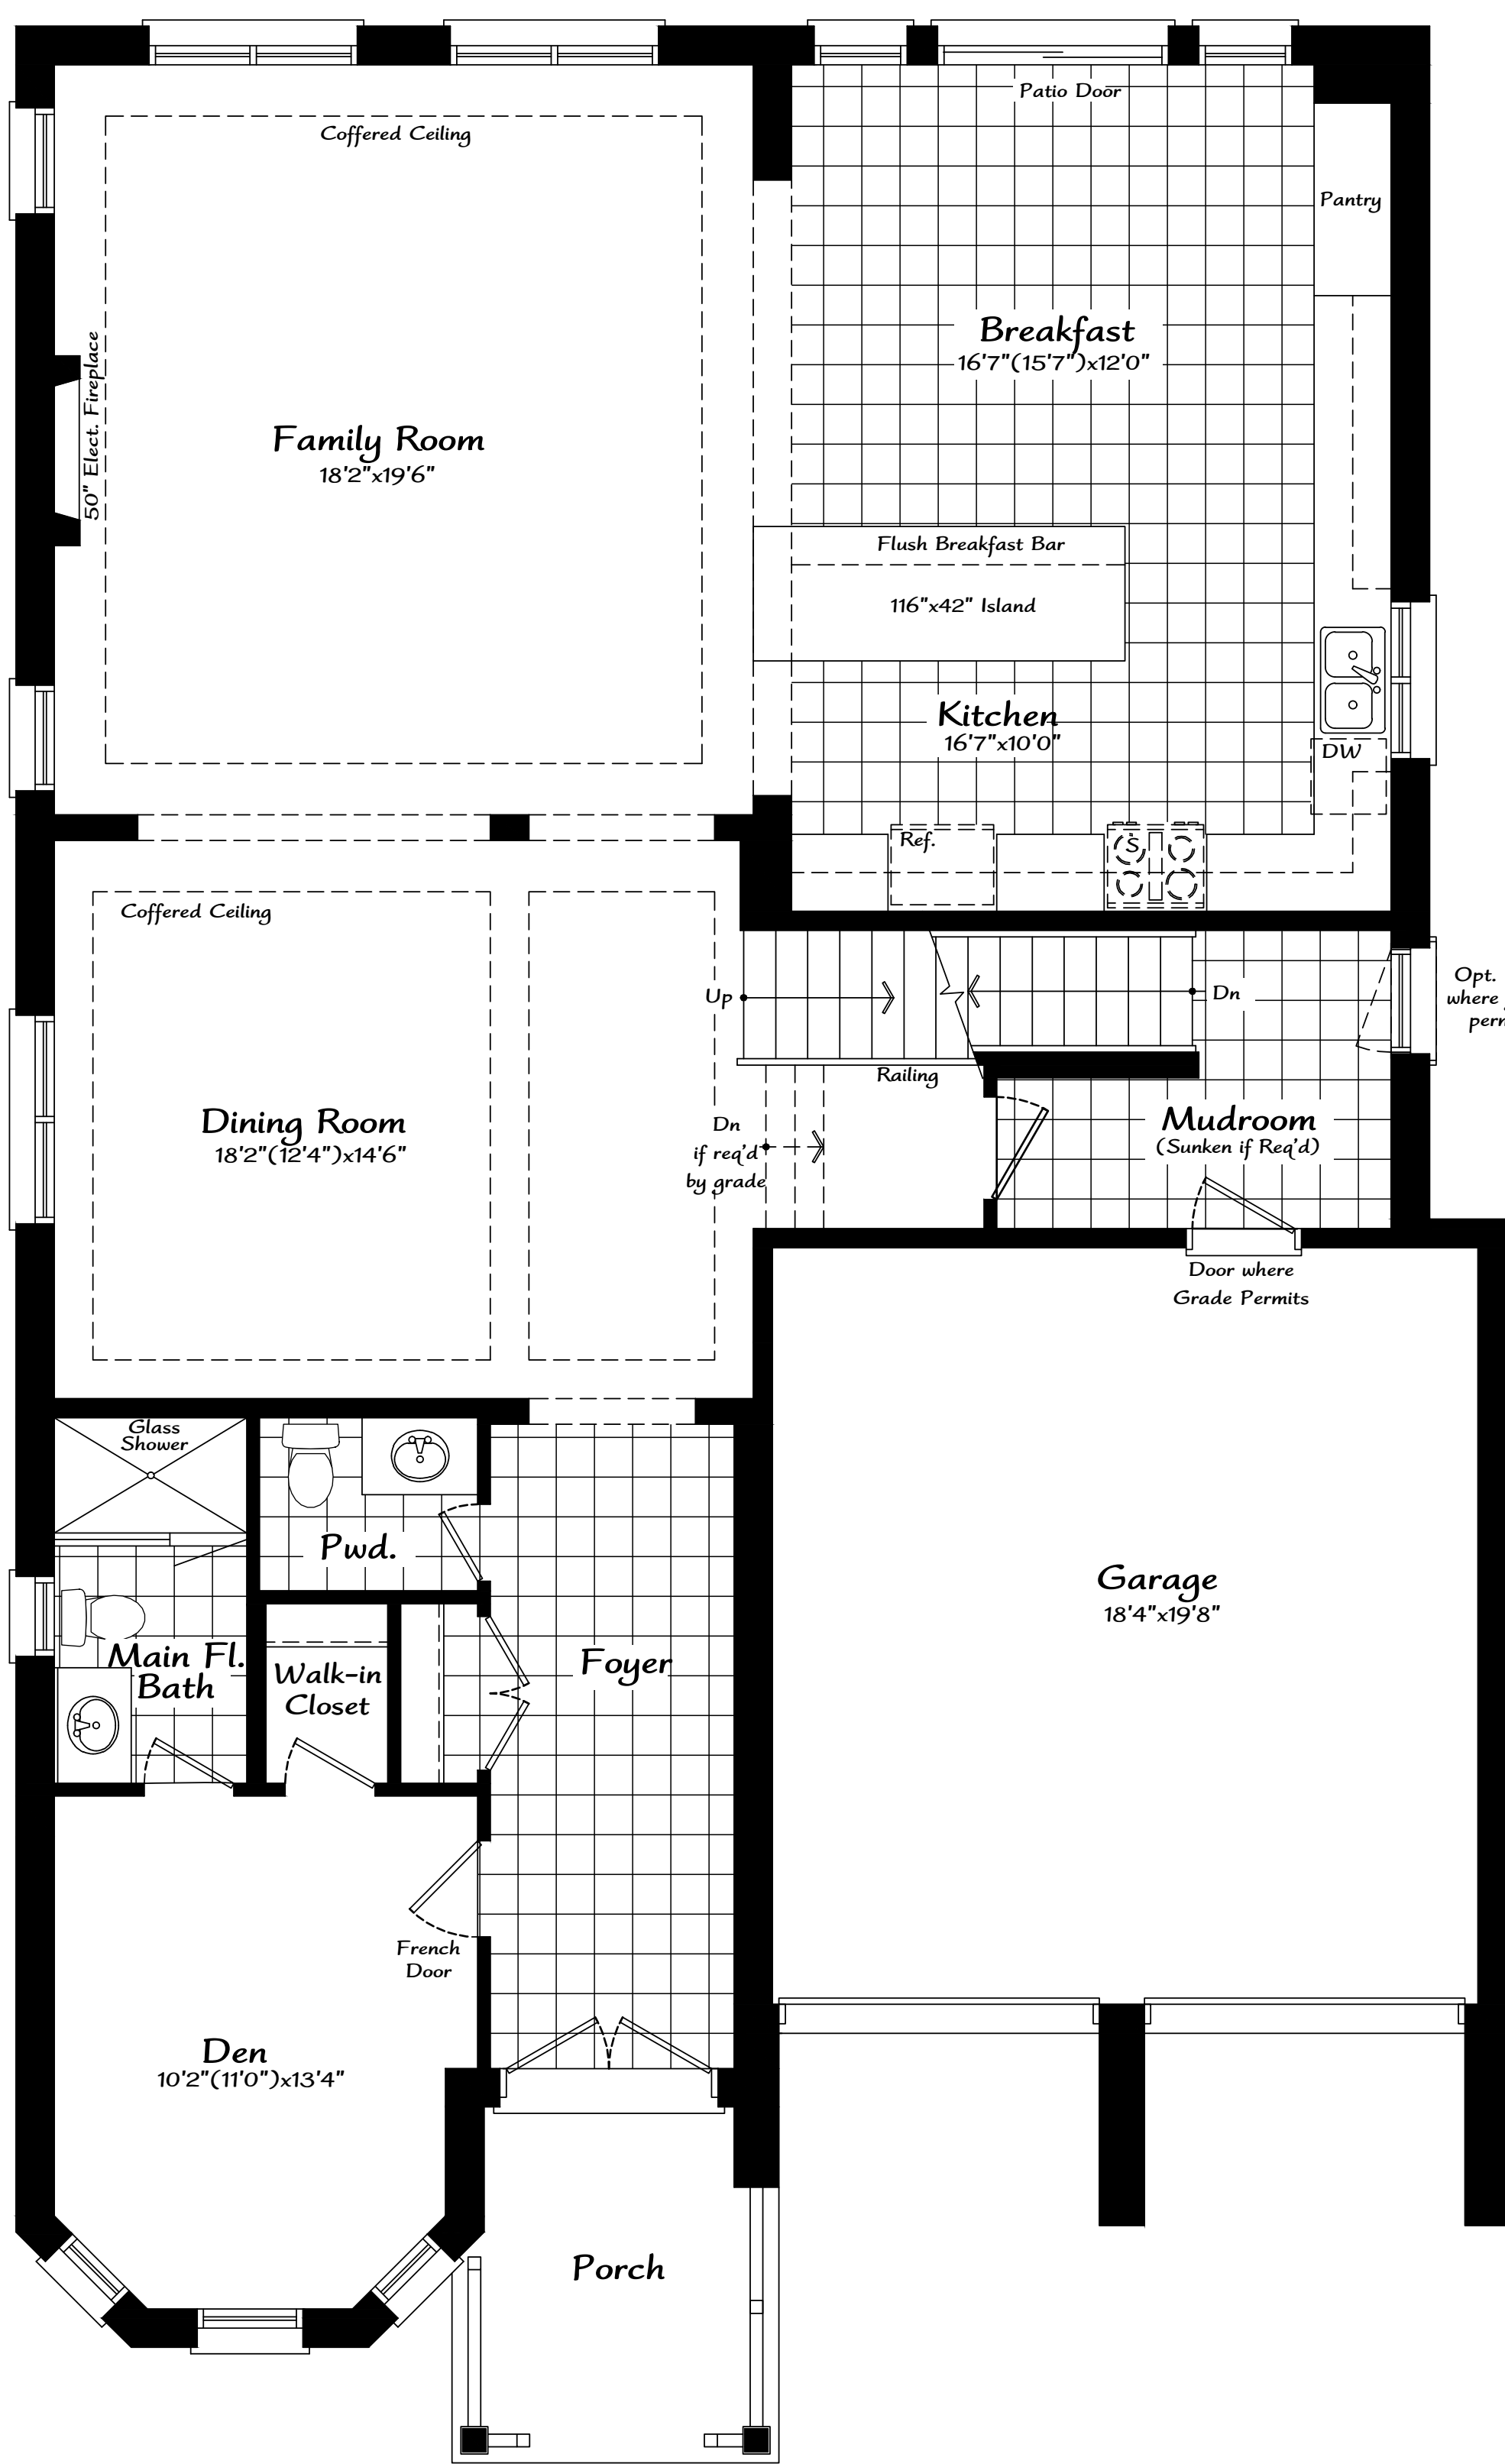 Coffered Ceiling
Patio Door
Pantry
Breakfast
16'7"(15'7")x12'0"
50" Elect. Fireplace
Family Room
18'2"x19'6"
Flush Breakfast Bar
116"x42" Island
Kitchen
16'7"x10'0"
DW
Ref.
S
Coffered Ceiling
Up
Dn
Opt.
where
Railing
Dining Room
18'2"(12'4")x14'6"
Dn
if req'd
by grade
Mudroom
(Sunken if Req'd)
Door where
Grade Permits
Glass
Shower
Pwd.
Garage
18'4"x19'8"
Main Fl.
Bath
Walk-in
Closet
Foyer
French
Door
Den
10'2"(11'0")x13'4"
Porch